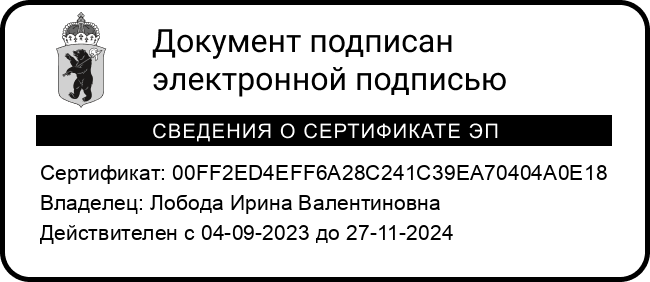 Документ подписан
электронной подписью
СВЕДЕНИЯ О СЕРТИФИКАТЕ ЭП
Сертификат: 00FF2ED4EFF6A28C241C39EA70404A0E18
Владелец: Лобода Ирина Валентиновна
Действителен с 04-09-2023 до 27-11-2024